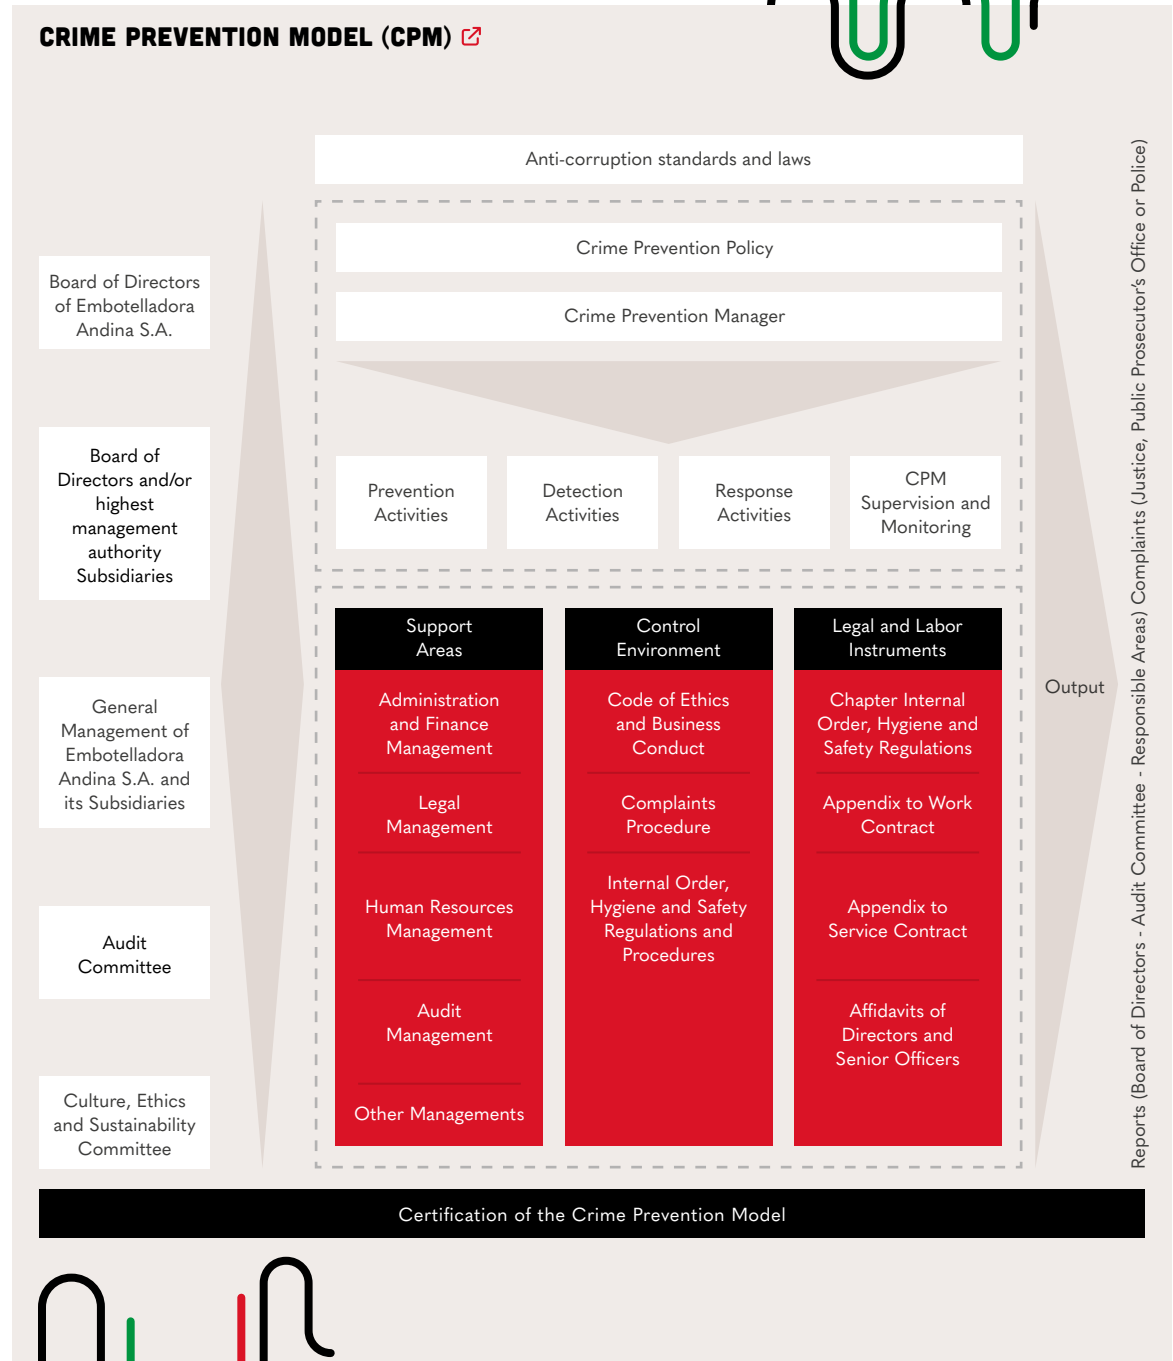 CRIME PREVENTION MODEL (CPM)
Anti-corruption standards and laws
Crime Prevention Policy
Crime Prevention Manager
Board of Directors
of Embotelladora
Andina S.A.
Board of
Directors and/or
highest
management
authority
Subsidiaries
General
Management of
Embotelladora
Andina S.A. and
its Subsidiaries
Audit
Committee
Culture, Ethics
and Sustainability
Committee
Prevention
Activities
Detection
Activities
Response
Activities
CPM
Supervision and
Monitoring
Support
Areas
Administration
and Finance
Management
Legal
Management
Human Resources
Management
Audit
Management
Other Managements
Control
Environment
Code of Ethics
and Business
Conduct
Complaints
Procedure
Internal Order,
Hygiene and Safety
Regulations and
Procedures
Legal and Labor
Instruments
Chapter Internal
Order, Hygiene and
Safety Regulations
Appendix to Work
Contract
Appendix to
Service Contract
Affidavits of
Directors and
Senior Officers
Output
Reports (Board of Directors - Audit Committee - Responsible Areas) Complaints (Justice, Public Prosecutor's Office or Police)
Certification of the Crime Prevention Model